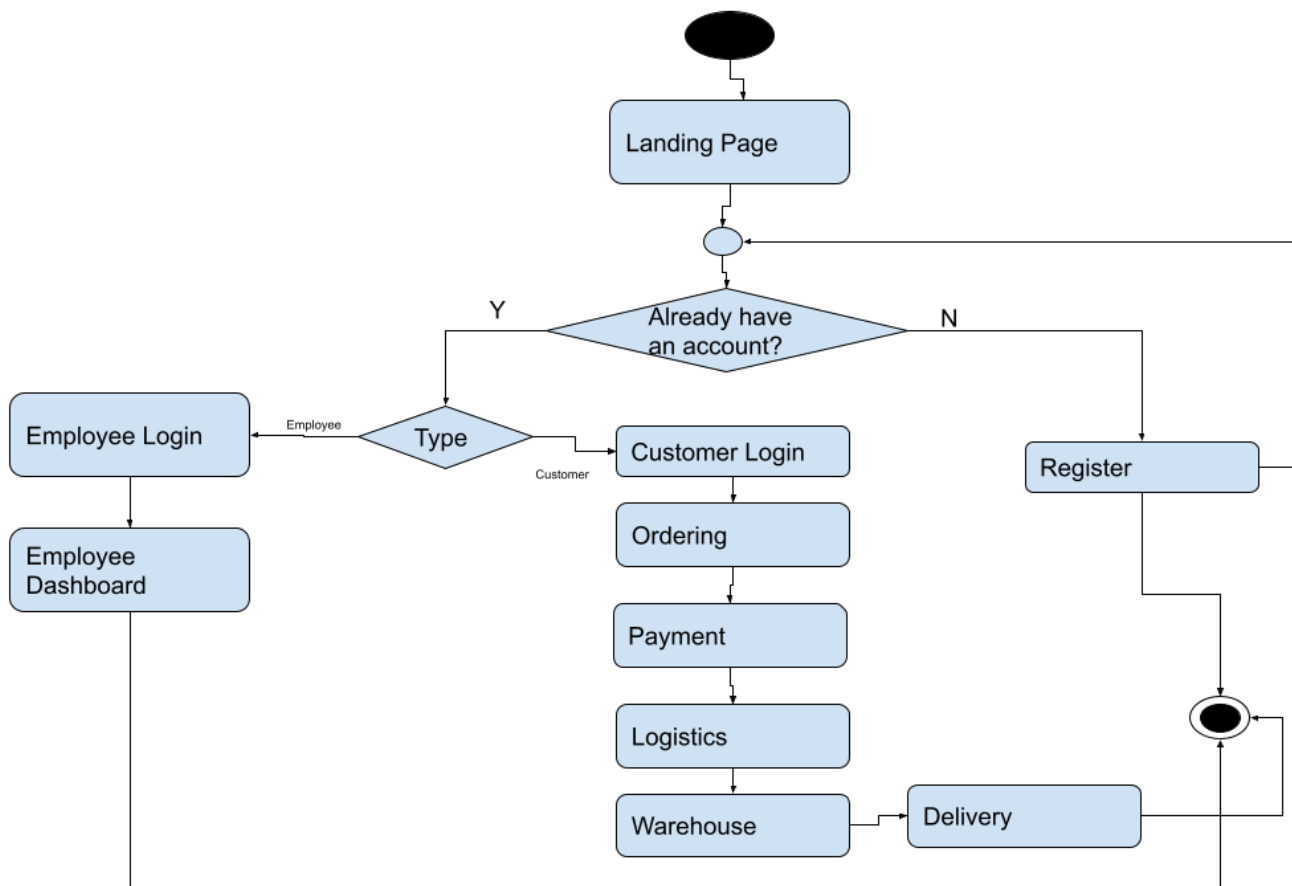 Landing Page
Y
Already have
an account?
N
Employee Login
Employee
Type
Customer
Customer Login
Register
Ordering
Employee
Dashboard
Payment
Logistics
Warehouse
Delivery